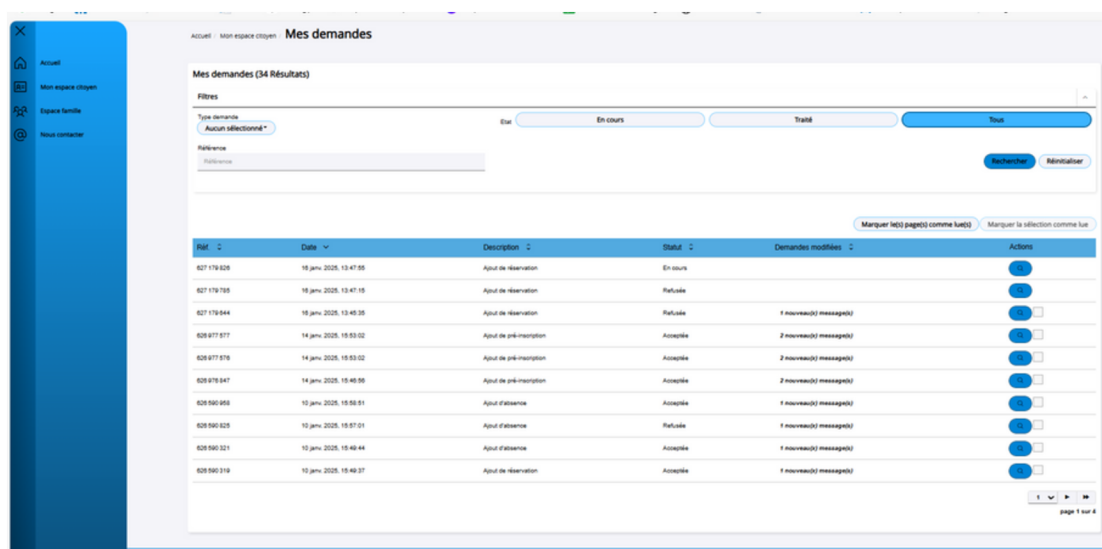 Accueil
Mon espace citoyen
Espace famille
Nous contacter
Accueil Mon espace citoyen Mes demandes
Mes demandes (34 Résultats)
Filtres
Type demande
Aucun sélectionné
Etat En cours Traité Tous
Référence
Référence
Rechercher Réinitialiser
Marquer le(s) page(s) comme lue(s) Marquer la sélection comme lue
Réf. Date Description Statut Demandes modifiées Actions
627 179 826 16 janv. 2025, 13:47:55 Ajout de réservation En cours
627 179 785 16 janv. 2025, 13:47:15 Ajout de réservation Refusée
627 179 644 16 janv. 2025, 13:45:35 Ajout de réservation Refusée 1 nouveau(x) message(s)
626 977 577 14 janv. 2025, 15:53:02 Ajout de pré-inscription Acceptée 2 nouveau(x) message(s)
626 977 576 14 janv. 2025, 15:53:02 Ajout de pré-inscription Acceptée 2 nouveau(x) message(s)
626 976 847 14 janv. 2025, 15:46:56 Ajout de pré-inscription Acceptée 2 nouveau(x) message(s)
626 590 958 10 janv. 2025, 15:58:51 Ajout d'absence Acceptée 1 nouveau(x) message(s)
626 590 825 10 janv. 2025, 15:57:01 Ajout d'absence Refusée 1 nouveau(x) message(s)
626 590 321 10 janv. 2025, 15:49:44 Ajout d'absence Acceptée 1 nouveau(x) message(s)
626 590 319 10 janv. 2025, 15:49:37 Ajout de réservation Acceptée 1 nouveau(x) message(s)
1
page 1 sur 4